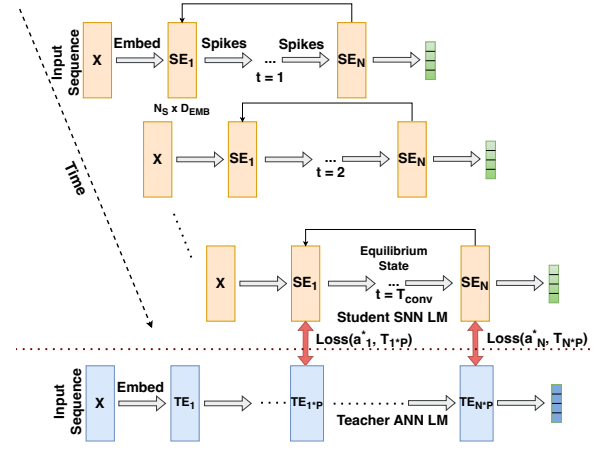 Input
Sequence
X
Embed
SE1
Spikes
...
Spikes
SEN
t = 1
NS x DEMB
X
SE1
...
SEN
t = 2
Time
X
SE1
Equilibrium
State
...
SEN
t = Tconv
Student SNN LM
Loss(a*1, T1*P)
Loss(a*N, TN*P)
Input
Sequence
X
Embed
TE1
TE1*P
TEN*P
Teacher ANN LM